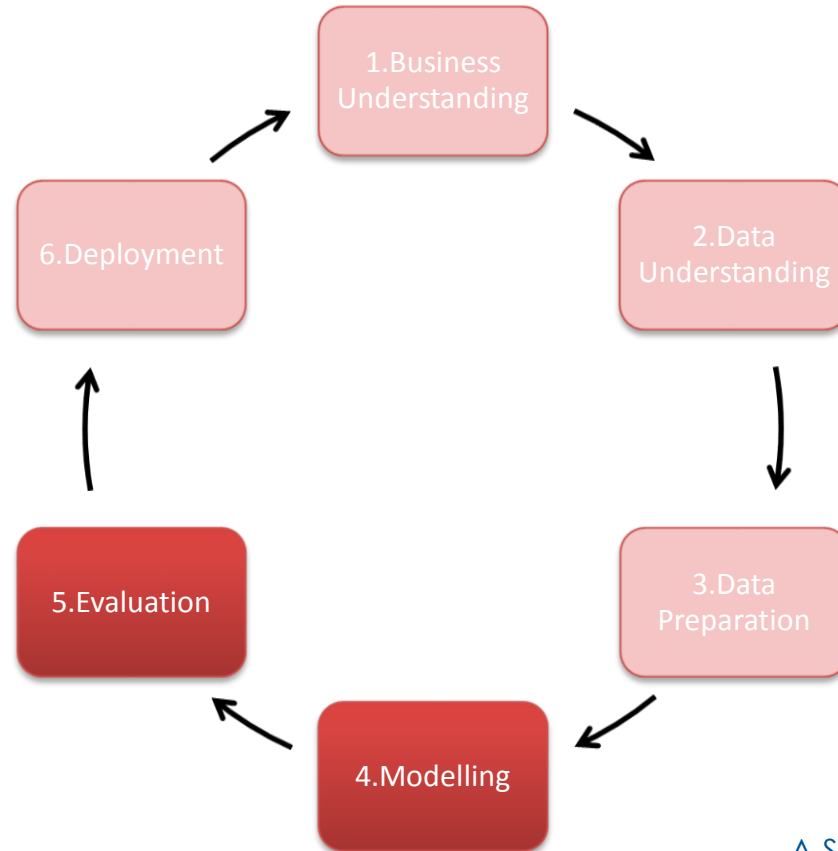 1.Business
Understanding
2.Data
Understanding
3.Data
Preparation
4.Modelling
5.Evaluation
6.Deployment
A S